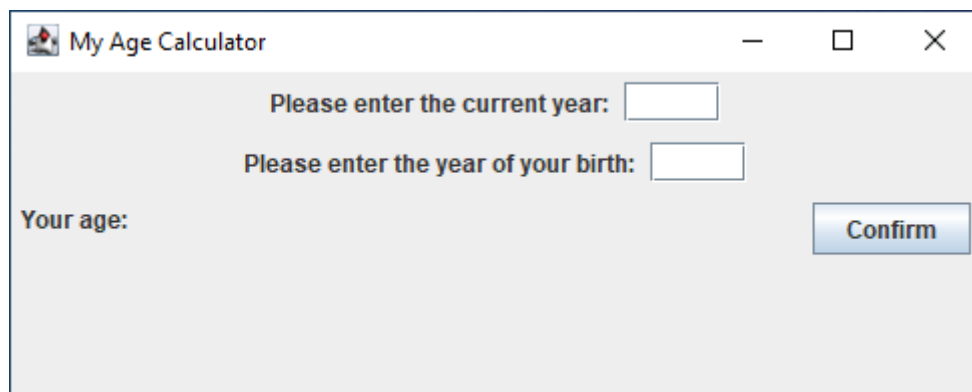 My Age Calculator
Please enter the current year:
Please enter the year of your birth:
Your age:
Confirm